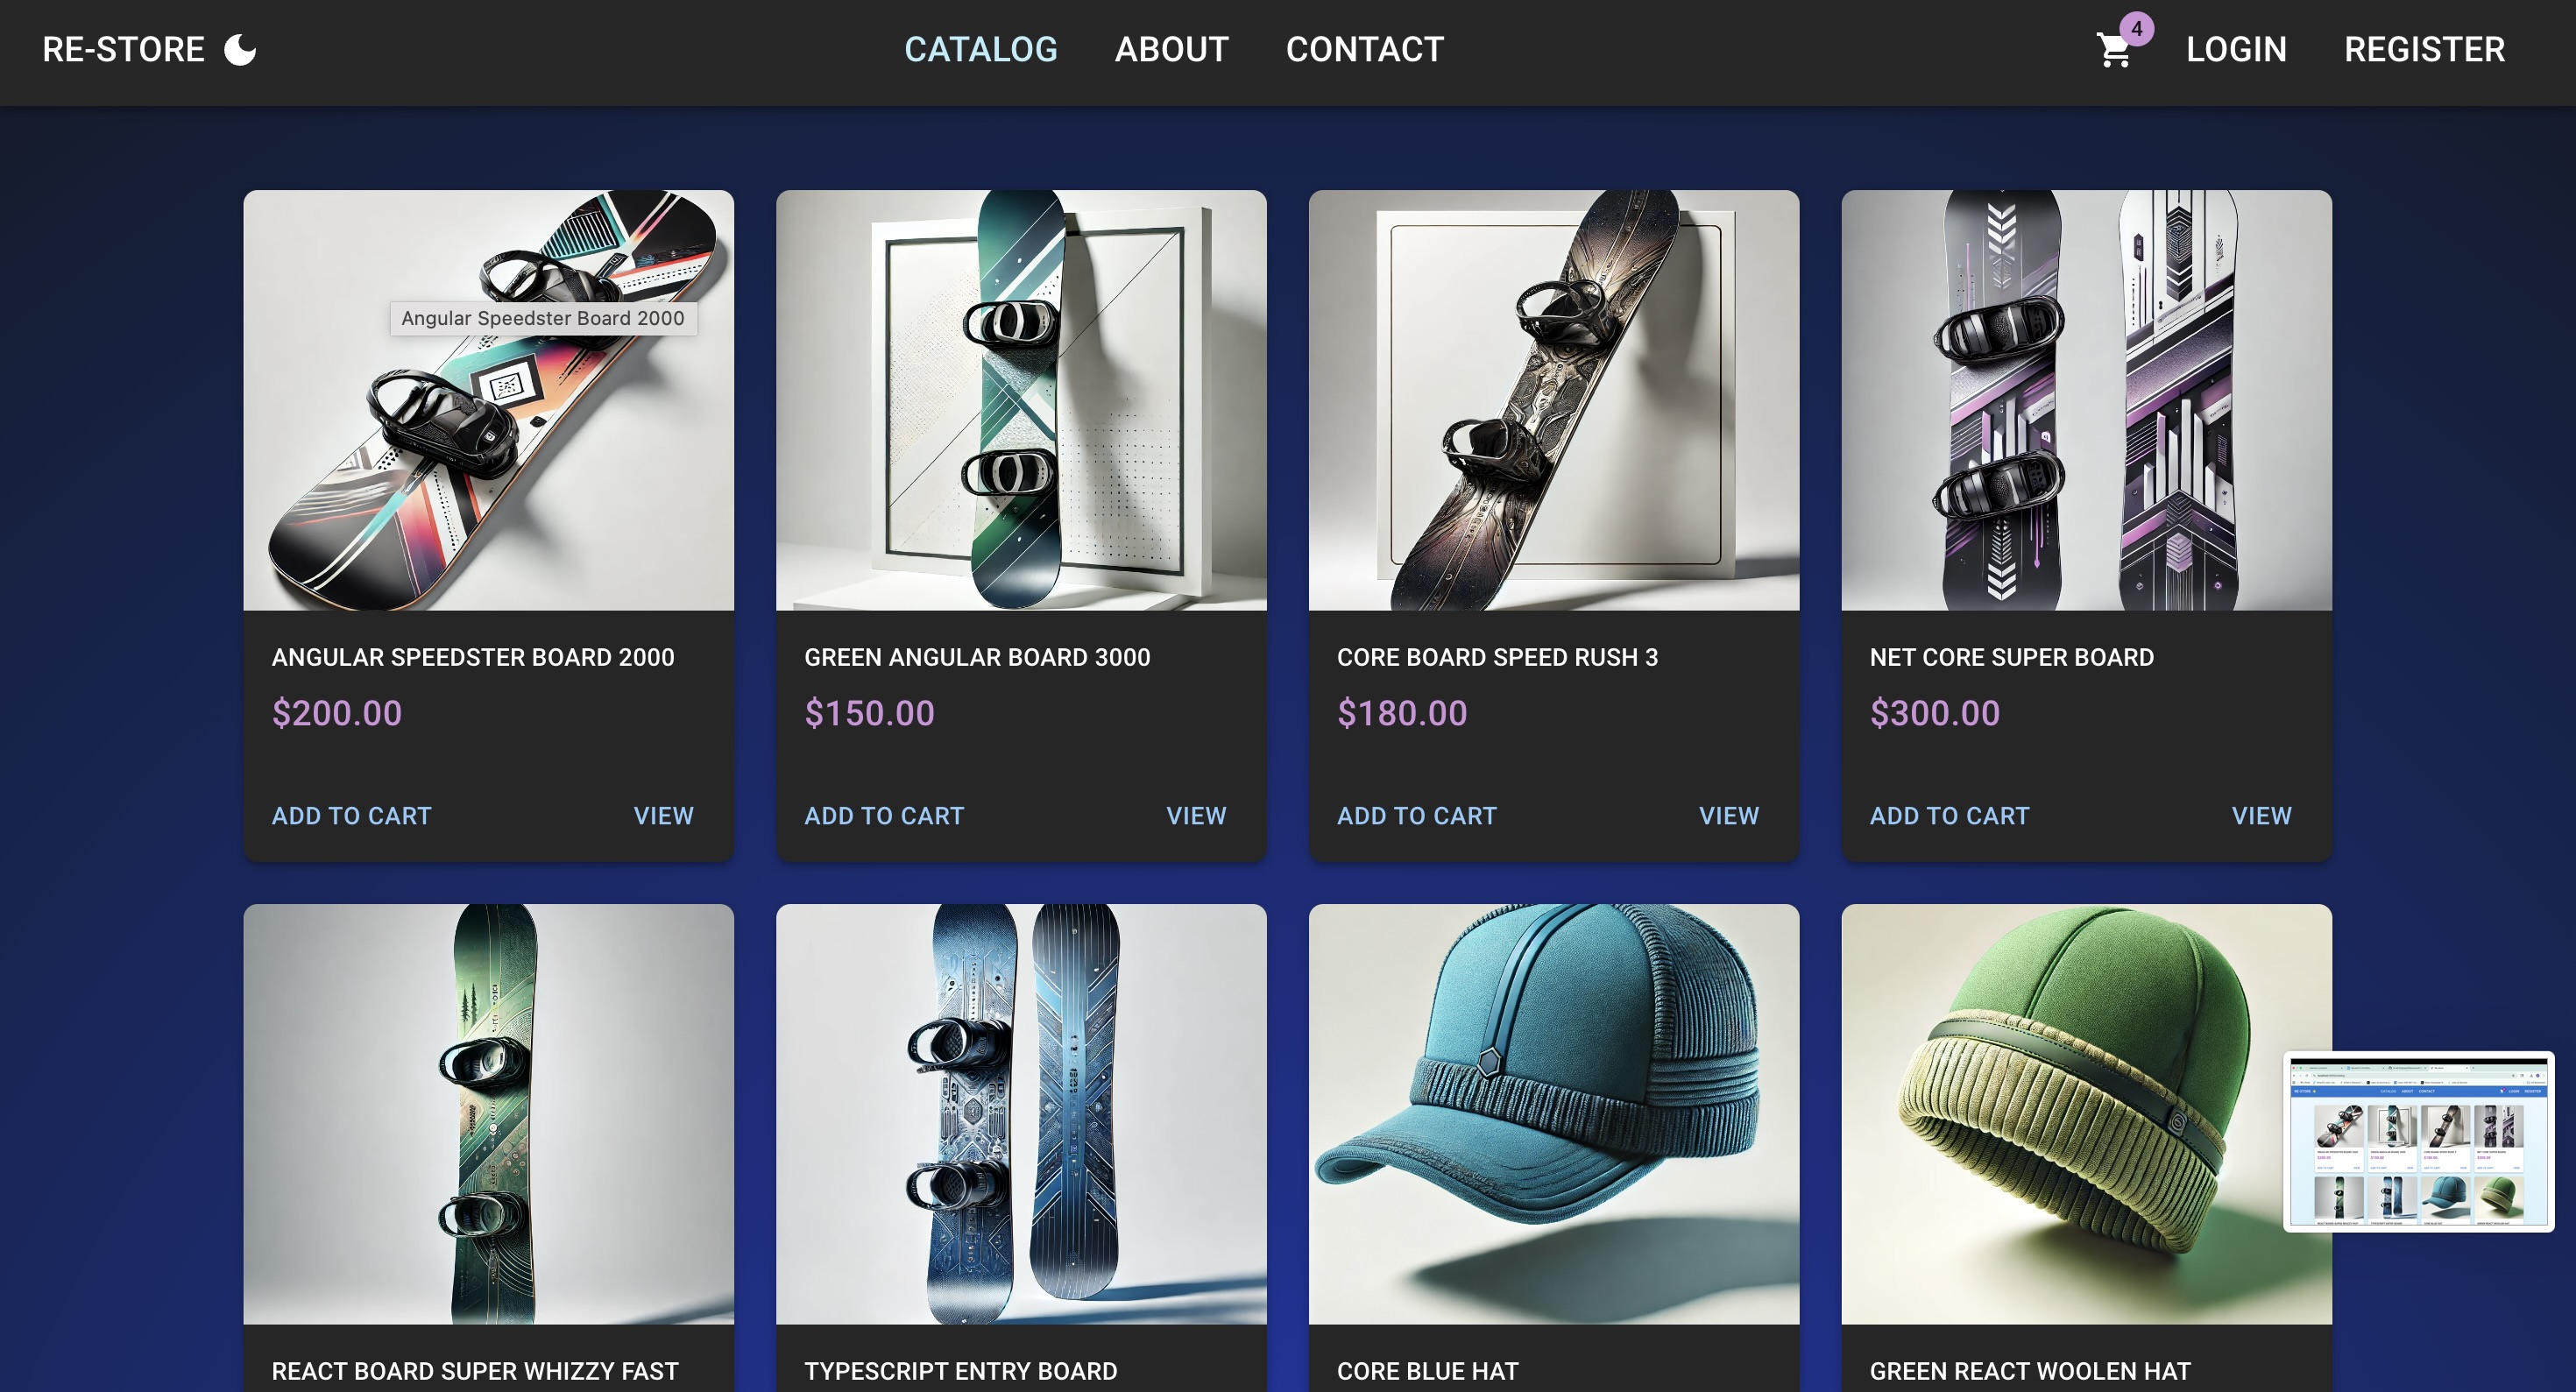 RE-STORE
CATALOG
ABOUT
CONTACT
4
LOGIN
REGISTER
Angular Speedster Board 2000
ANGULAR SPEEDSTER BOARD 2000
$200.00
ADD TO CART
VIEW
GREEN ANGULAR BOARD 3000
$150.00
ADD TO CART
VIEW
CORE BOARD SPEED RUSH 3
$180.00
ADD TO CART
VIEW
NET CORE SUPER BOARD
$300.00
ADD TO CART
VIEW
REACT BOARD SUPER WHIZZY FAST
TYPESCRIPT ENTRY BOARD
CORE BLUE HAT
GREEN REACT WOOLEN HAT